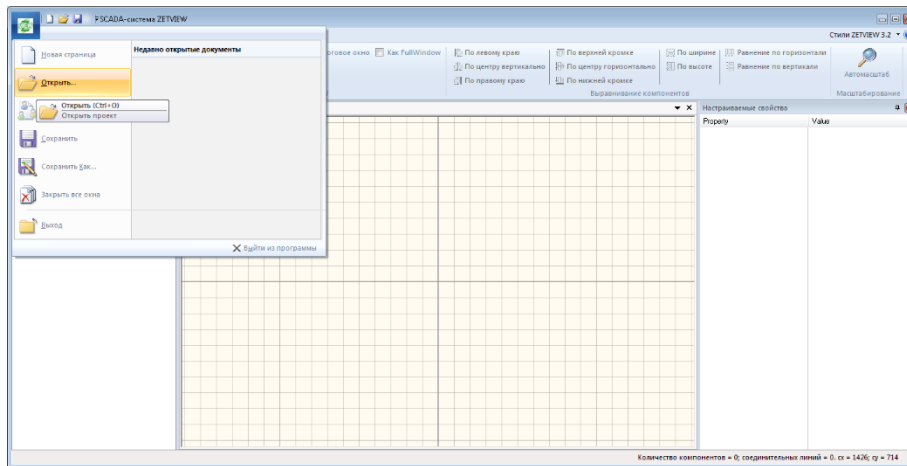 SCADA-система ZETVIEW
Стили ZETVIEW 3.2
Новая страница
Недавно открытые документы
Открыть...
Открыть (Ctrl+O)
Открыть проект
Сохранить
Сохранить Как...
Закрыть все окна
Выход
Выйти из программы
говое окно
Как FullWindow
По левому краю
По центру вертикально
По правому краю
По верхней кромке
По центру горизонтально
По нижней кромке
По ширине
По высоте
Равнение по горизонтали
Равнение по вертикали
Выравнивание компонентов
Автомасштаб
Масштабирование
Настраиваемые свойства
Property Value
Количество компонентов = 0; соединительных линий = 0. cx = 1426; cy = 714